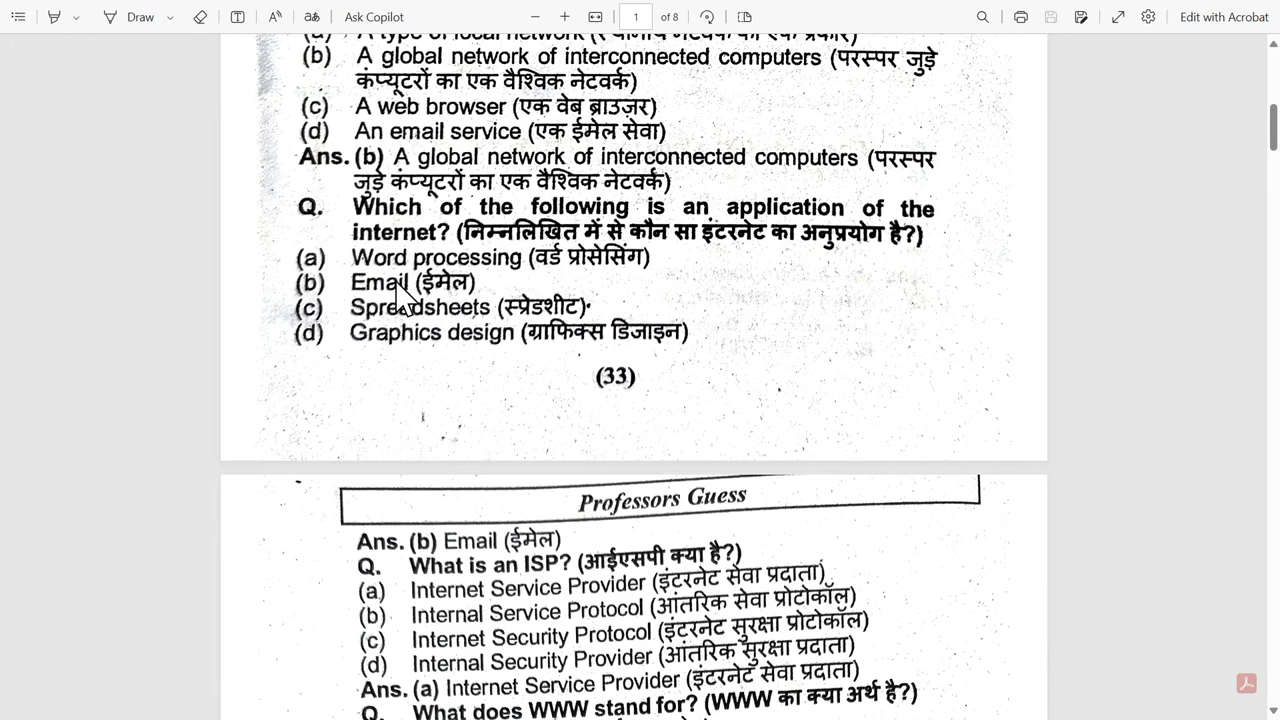 Draw
Ask Copilot
1 of 8
Edit with Acrobat
(b) A global network of interconnected computers (परस्पर जुड़े
कंप्यूटरों का एक वैश्विक नेटवर्क)
(c) A web browser (एक वेब ब्राउज़र)
(d) An email service (एक ईमेल सेवा)
Ans. (b) A global network of interconnected computers (परस्पर
जुड़े कंप्यूटरों का एक वैश्विक नेटवर्क)
Q. Which of the following is an application of the
internet? (निम्नलिखित में से कौन सा इंटरनेट का अनुप्रयोग है?)
(a) Word processing (वर्ड प्रोसेसिंग)
(b) Email (ईमेल)
(c) Spreadsheets (स्प्रेडशीट)
(d) Graphics design (ग्राफिक्स डिजाइन)
(33)
Professors Guess
Ans. (b) Email (ईमेल)
Q. What is an ISP? (आईएसपी क्या है?)
(a) Internet Service Provider (इंटरनेट सेवा प्रदाता)
(b) Internal Service Protocol (आंतरिक सेवा प्रोटोकॉल)
(c) Internet Security Protocol (इंटरनेट सुरक्षा प्रोटोकॉल)
(d) Internal Security Provider (आंतरिक सुरक्षा प्रदाता)
Ans. (a) Internet Service Provider (इंटरनेट सेवा प्रदाता)
Q. What does WWW stand for? (WWW का क्या अर्थ है?)